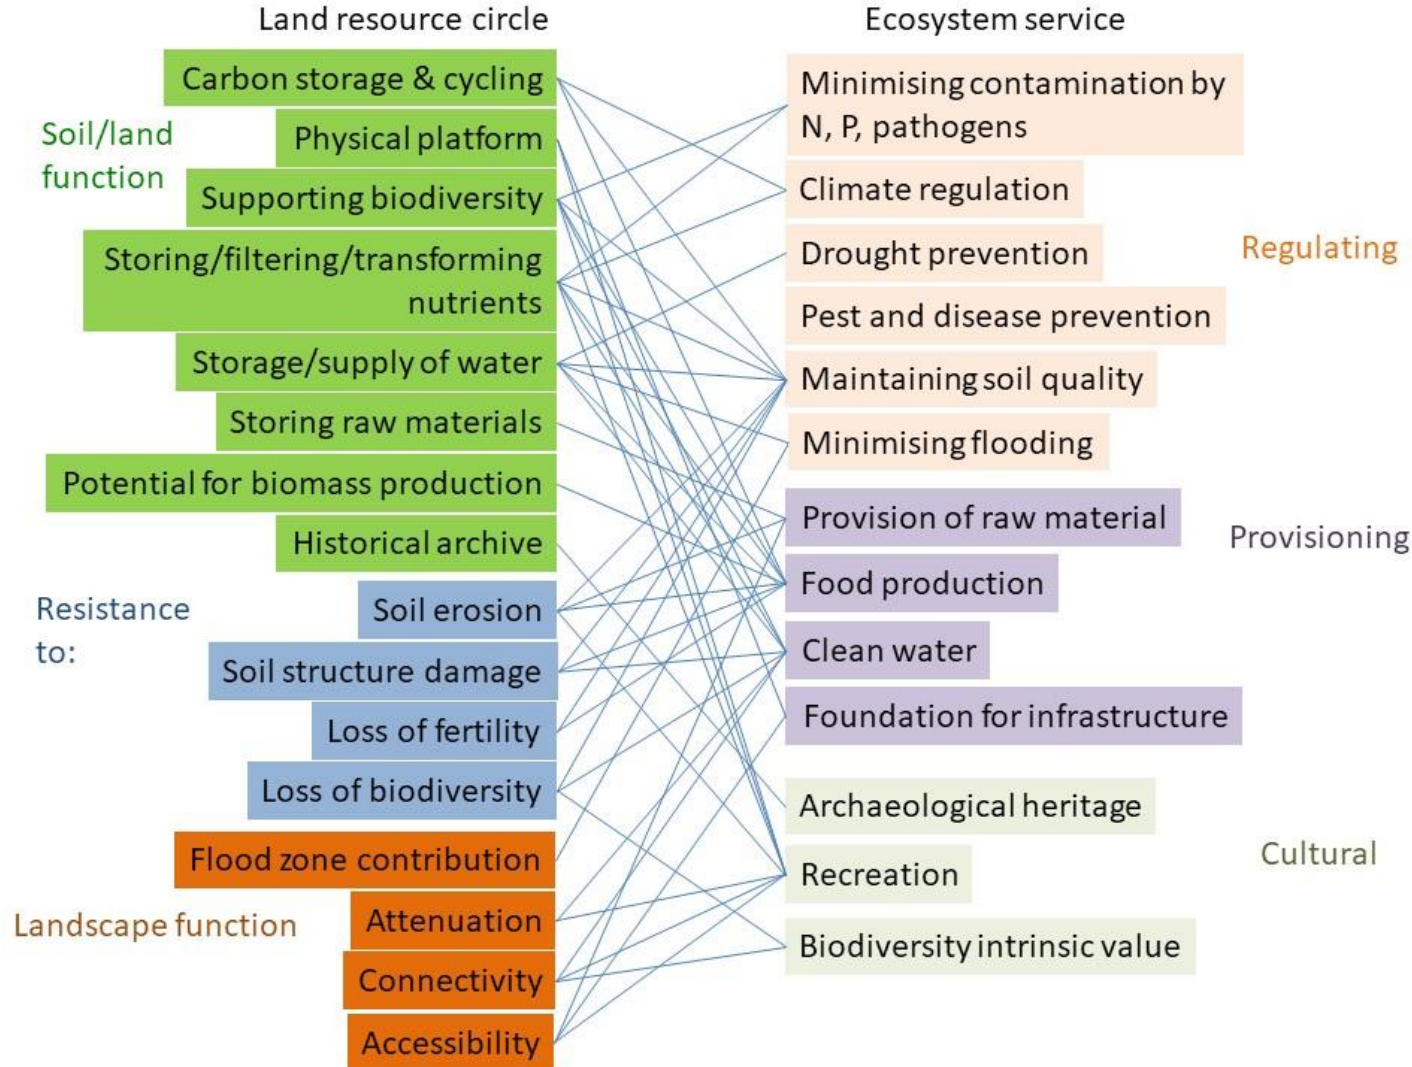 Land resource circle
Ecosystem service
Soil/land
function
Carbon storage & cycling
Physical platform
Supporting biodiversity
Storing/filtering/transforming
nutrients
Storage/supply of water
Storing raw materials
Potential for biomass production
Historical archive
Resistance
to:
Soil erosion
Soil structure damage
Loss of fertility
Loss of biodiversity
Landscape function
Flood zone contribution
Attenuation
Connectivity
Accessibility
Minimising contamination by
N, P, pathogens
Climate regulation
Drought prevention
Pest and disease prevention
Maintaining soil quality
Minimising flooding
Regulating
Provision of raw material
Food production
Clean water
Foundation for infrastructure
Provisioning
Archaeological heritage
Recreation
Biodiversity intrinsic value
Cultural